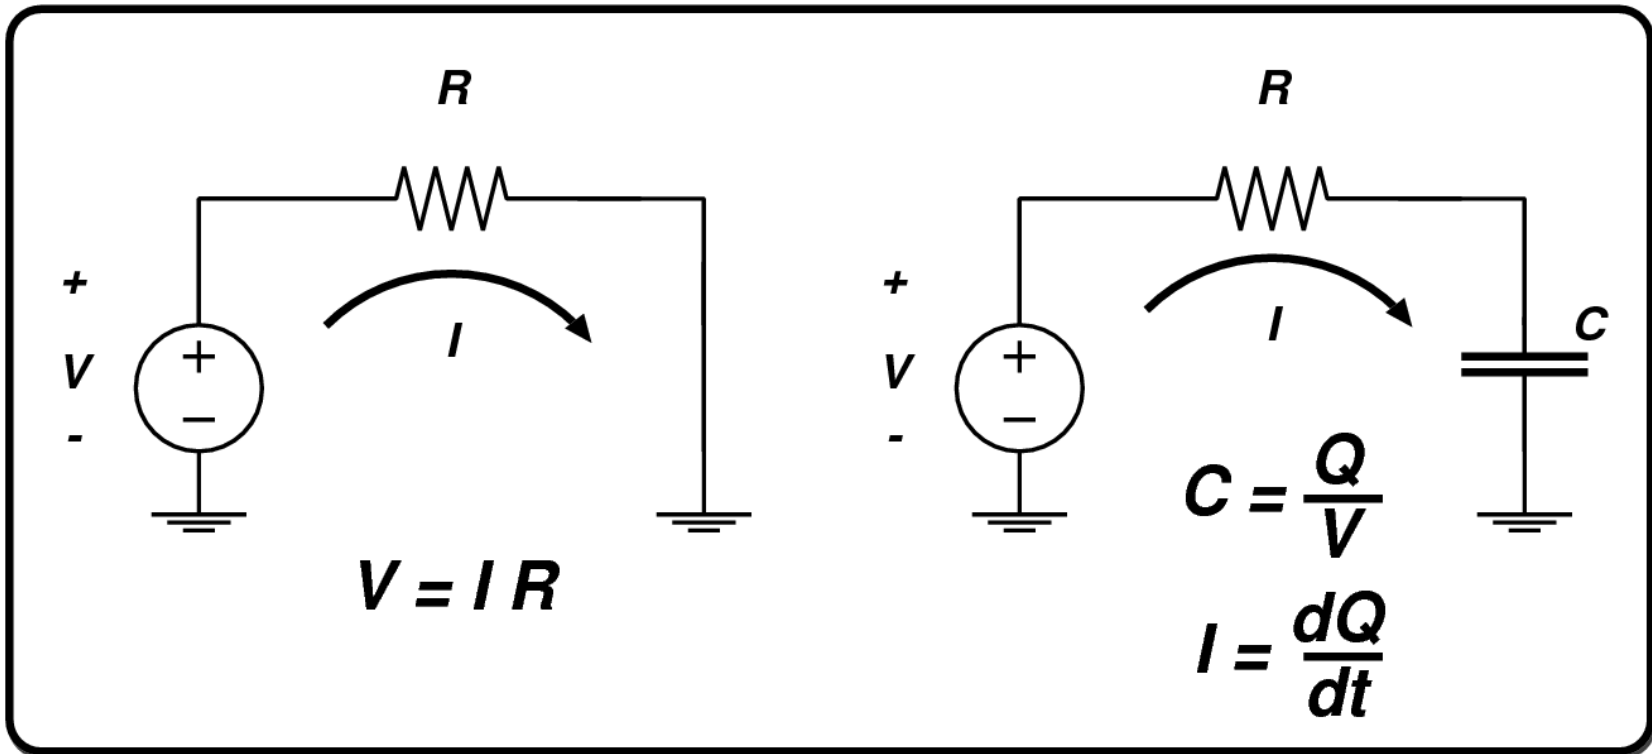 R
+
V
-
+
−
I
V = I R
R
+
V
-
+
−
I
C
C = Q/V
I = dQ/dt